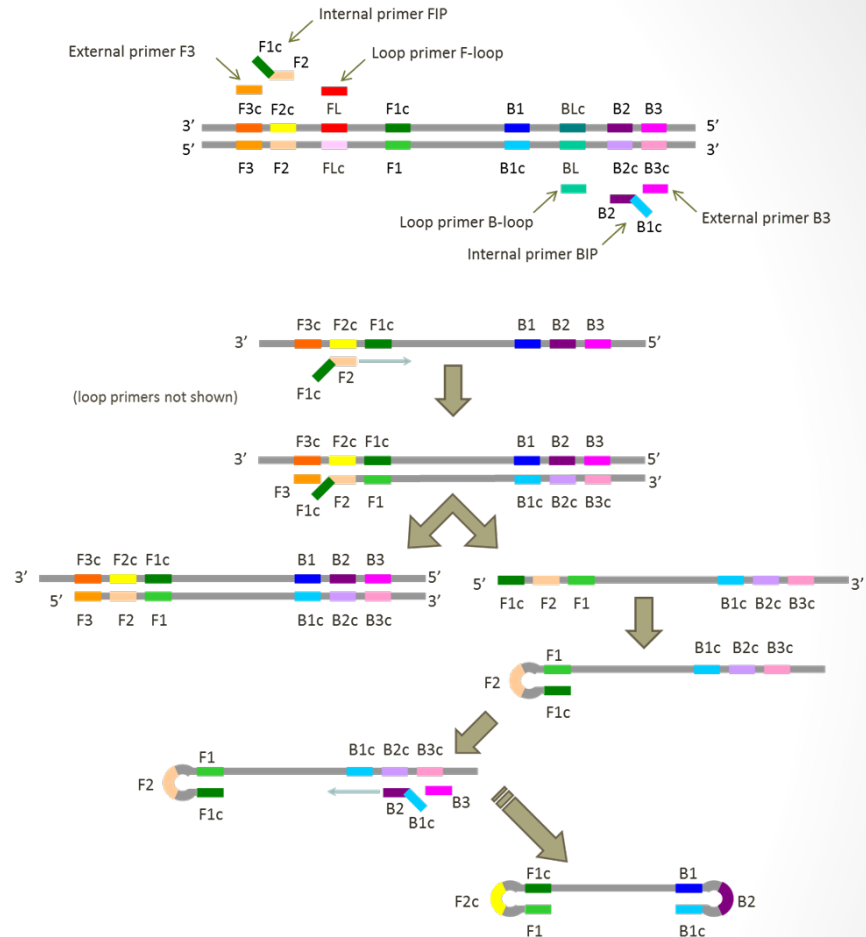 Internal primer FIP
F1c
External primer F3
F2
Loop primer F-loop
F3c F2c FL F1c B1 BLc B2 B3
3′ 5′
5′ 3′
F3 F2 FLc F1 B1c BL B2c B3c
Loop primer B-loop
B2
B1c
External primer B3
Internal primer BIP
F3c F2c F1c B1 B2 B3
3′ 5′
F2
F1c
(loop primers not shown)
F3c F2c F1c B1 B2 B3
3′ 5′
3′
F3 F1c F2 F1 B1c B2c B3c
F3c F2c F1c B1 B2 B3
3′ 5′
5′ 3′
F3 F2 F1 B1c B2c B3c
5′ 3′
F1c F2 F1 B1c B2c B3c
F1 B1c B2c B3c
F2
F1c
F1 B1c B2c B3c
F2
F1c B2 B1c B3
F1c B1
F2c B2
F1 B1c